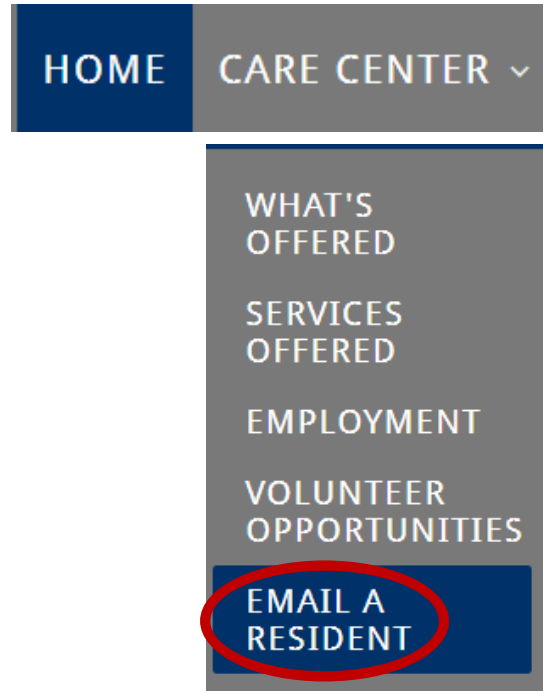 HOME CARE CENTER
WHAT'S
OFFERED
SERVICES
OFFERED
EMPLOYMENT
VOLUNTEER
OPPORTUNITIES
EMAIL A
RESIDENT